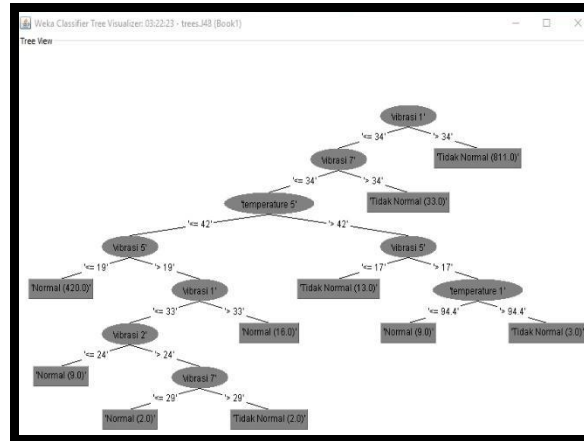 Weka Classifier Tree Visualizer: 03:22:23 - trees.J48 (Book1)
Tree View
'vibrasi 1'
'<= 34' '> 34'
'vibrasi 7' 'Tidak Normal (811.0)'
'<= 34' '> 34'
'temperature 5' 'Tidak Normal (33.0)'
'<= 42' '> 42'
'vibrasi 5' 'vibrasi 5'
'<= 19' '> 19' '<= 17' '> 17'
'Normal (420.0)' 'vibrasi 1' 'Tidak Normal (13.0)' 'temperature 1'
'<= 33' '> 33' '<= 94.4' '> 94.4'
'vibrasi 2' 'Normal (16.0)' 'Normal (9.0)' 'Tidak Normal (3.0)'
'<= 24' '> 24'
'Normal (9.0)' 'vibrasi 7'
'<= 29' '> 29'
'Normal (2.0)' 'Tidak Normal (2.0)'